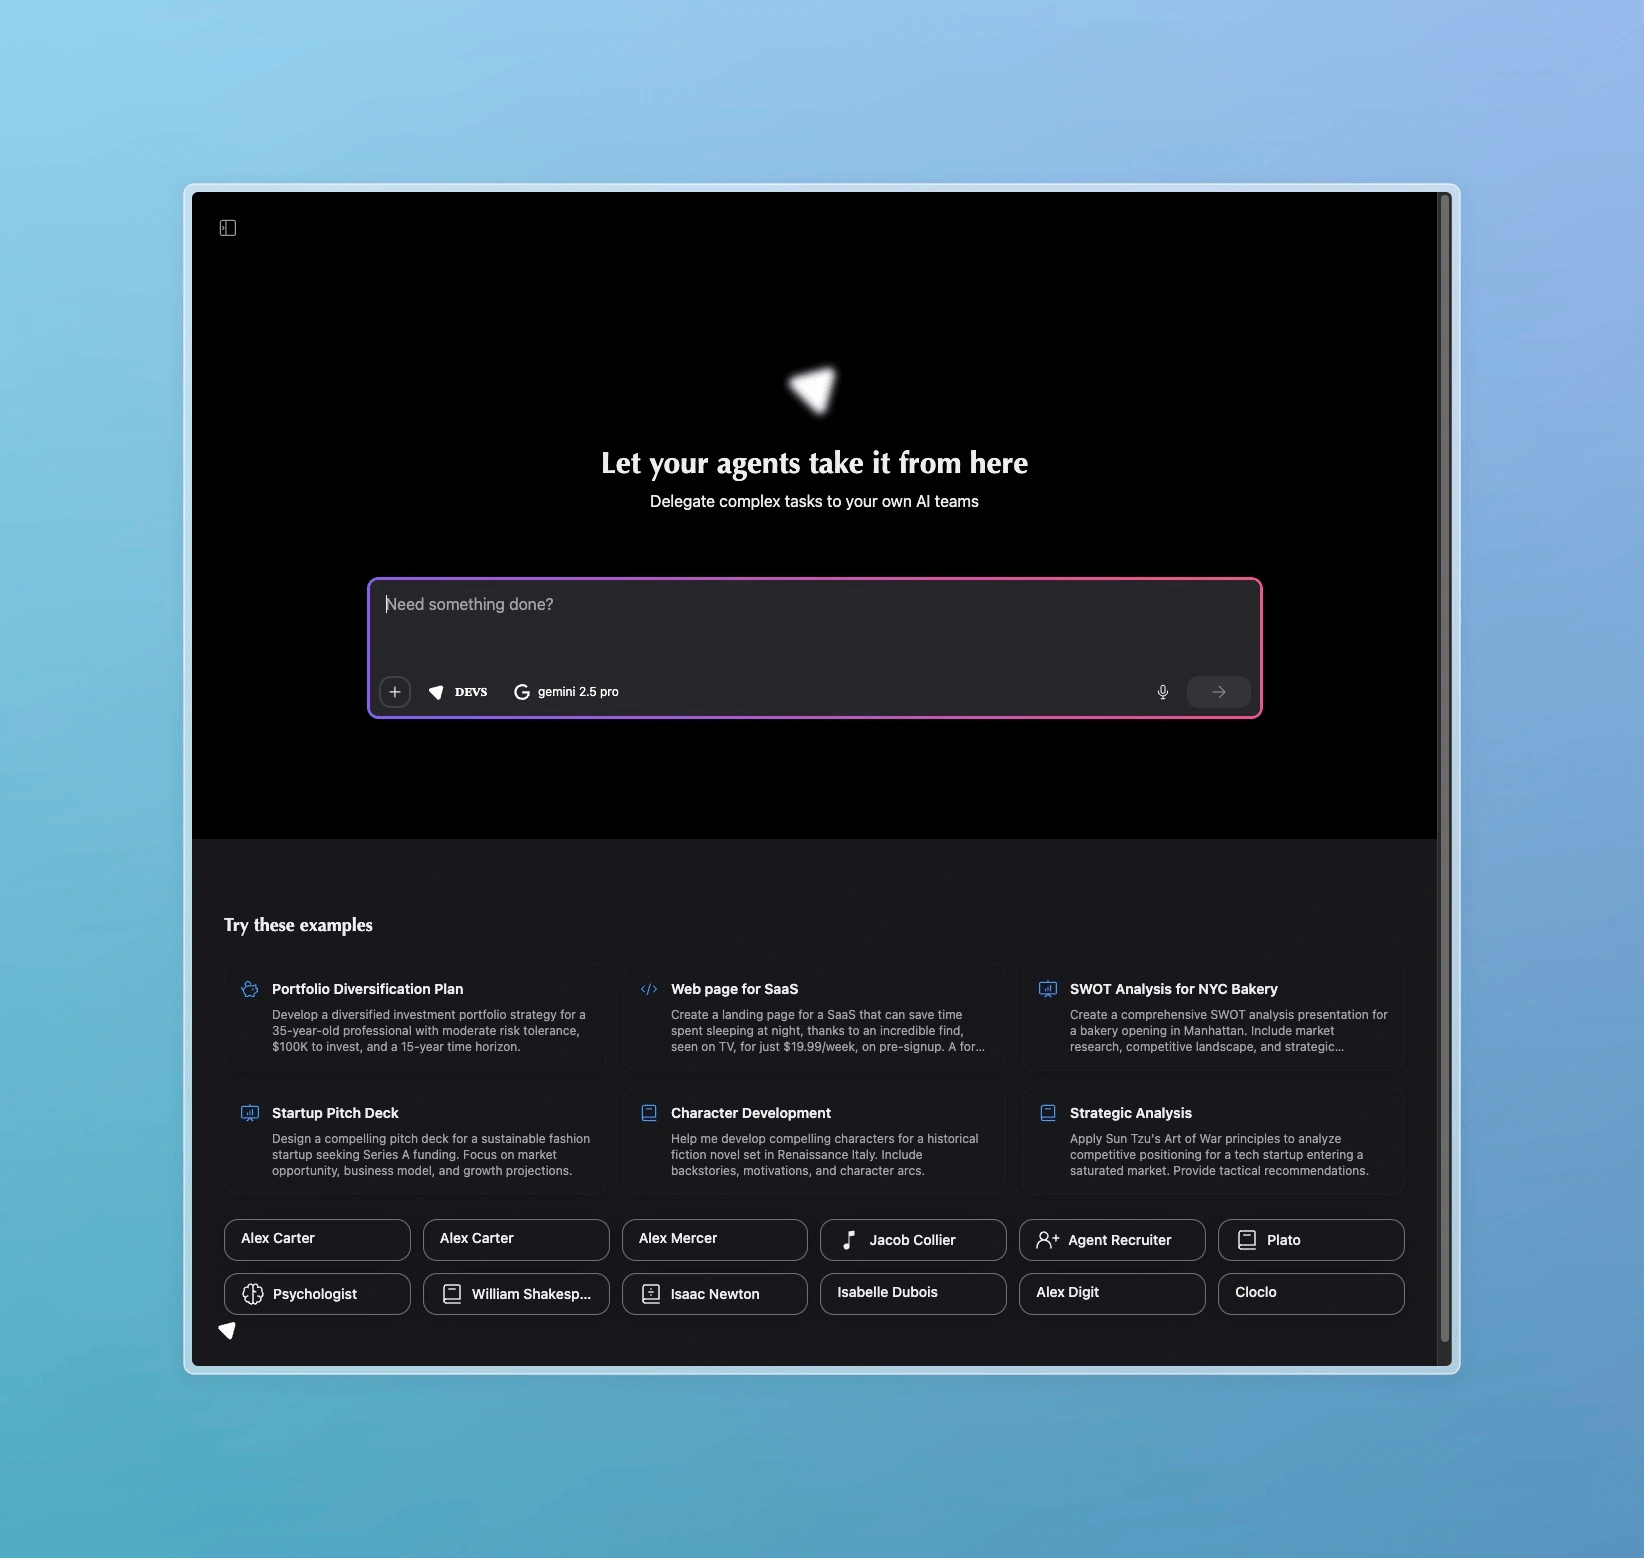 Let your agents take it from here
Delegate complex tasks to your own AI teams
Need something done?
DEVS
gemini 2.5 pro
Try these examples
Portfolio Diversification Plan
Develop a diversified investment portfolio strategy for a
35-year-old professional with moderate risk tolerance,
$100K to invest, and a 15-year time horizon.
Web page for SaaS
Create a landing page for a SaaS that can save time
spent sleeping at night, thanks to an incredible find,
seen on TV, for just $19.99/week, on pre-signup. A for...
SWOT Analysis for NYC Bakery
Create a comprehensive SWOT analysis presentation for
a bakery opening in Manhattan. Include market
research, competitive landscape, and strategic...
Startup Pitch Deck
Design a compelling pitch deck for a sustainable fashion
startup seeking Series A funding. Focus on market
opportunity, business model, and growth projections.
Character Development
Help me develop compelling characters for a historical
fiction novel set in Renaissance Italy. Include
backstories, motivations, and character arcs.
Strategic Analysis
Apply Sun Tzu's Art of War principles to analyze
competitive positioning for a tech startup entering a
saturated market. Provide tactical recommendations.
Alex Carter
Alex Carter
Alex Mercer
Jacob Collier
Agent Recruiter
Plato
Psychologist
William Shakesp...
Isaac Newton
Isabelle Dubois
Alex Digit
Cloclo